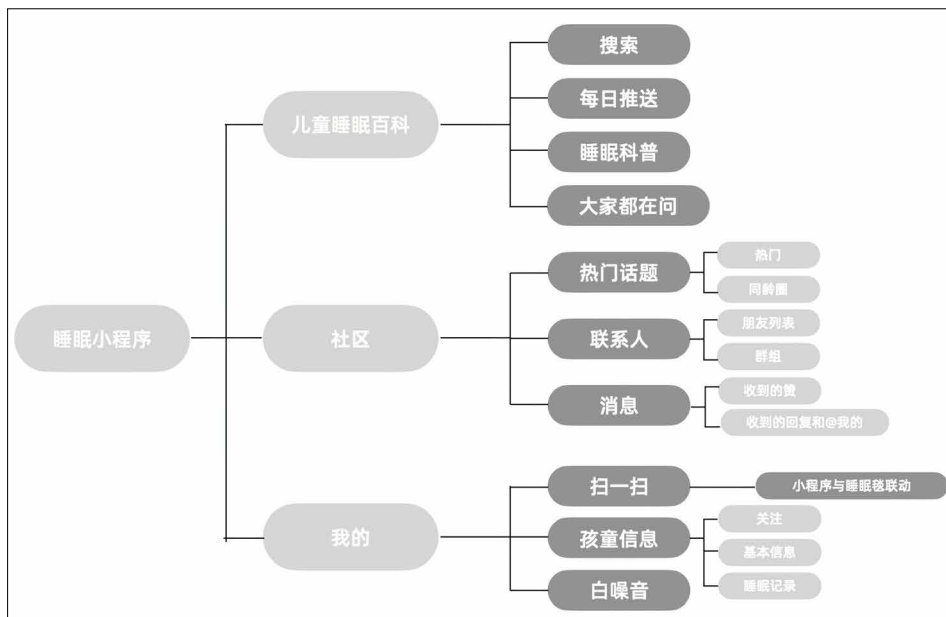 睡眠小程序
儿童睡眠百科
搜索
每日推送
睡眠科普
大家都在问
社区
热门话题
热门
同龄圈
联系人
朋友列表
群组
消息
收到的赞
收到的回复和@我的
我的
扫一扫
小程序与睡眠毯联动
孩童信息
关注
基本信息
睡眠记录
白噪音